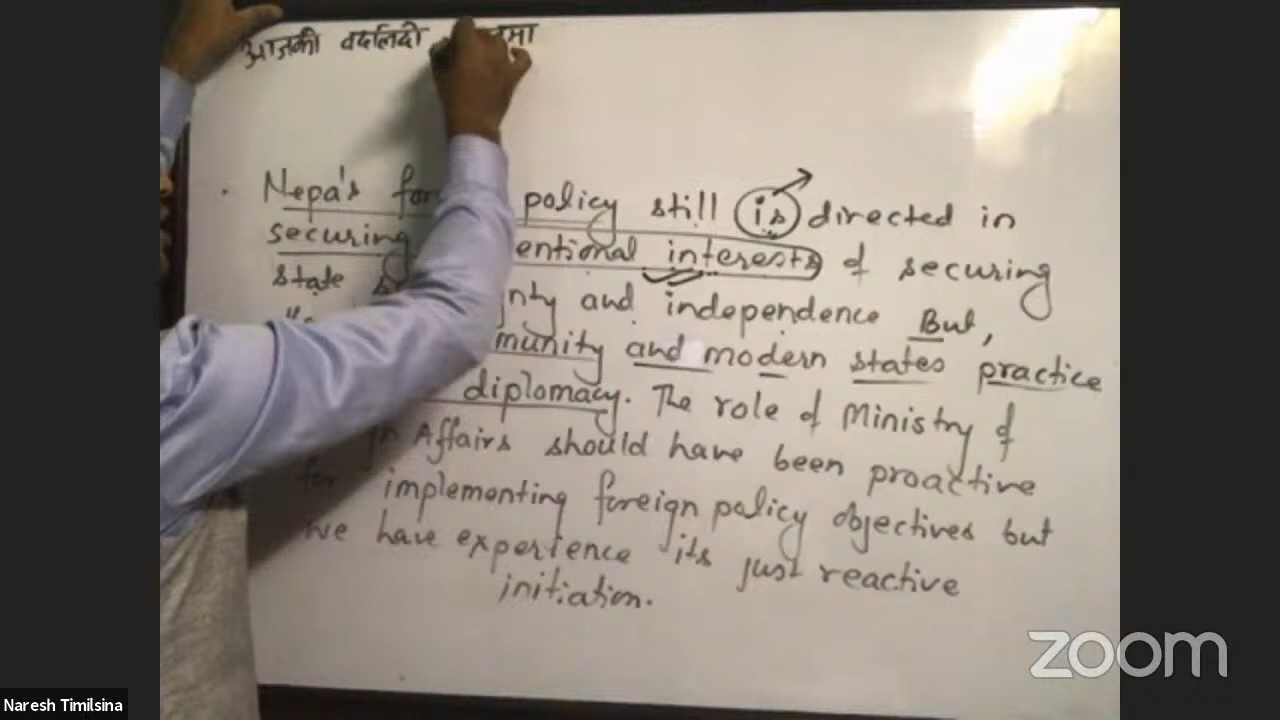 आजको बदलिदो
Nepa's policy still is directed in
securing entional interests of securing
state nty and independence But,
munity and modern states practice
diplomacy. The role of Ministry of
Affairs should have been proactive
for implementing foreign policy objectives but
we have experience its just reactive
initiation.
zoom
Naresh Timilsina